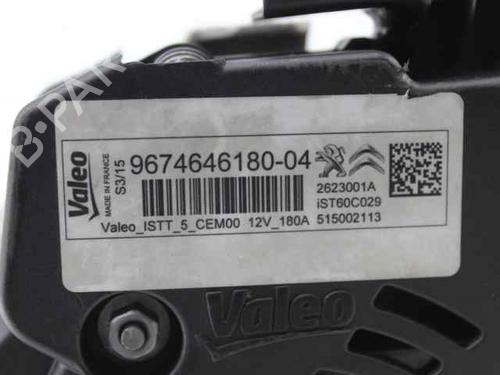 Valeo
MADE IN FRANCE
S3/15
9674646180-04
2623001A
iST60C029
Valeo_ISTT_5_CEM00 12V_180A 515002113
Valeo
B-PARTS